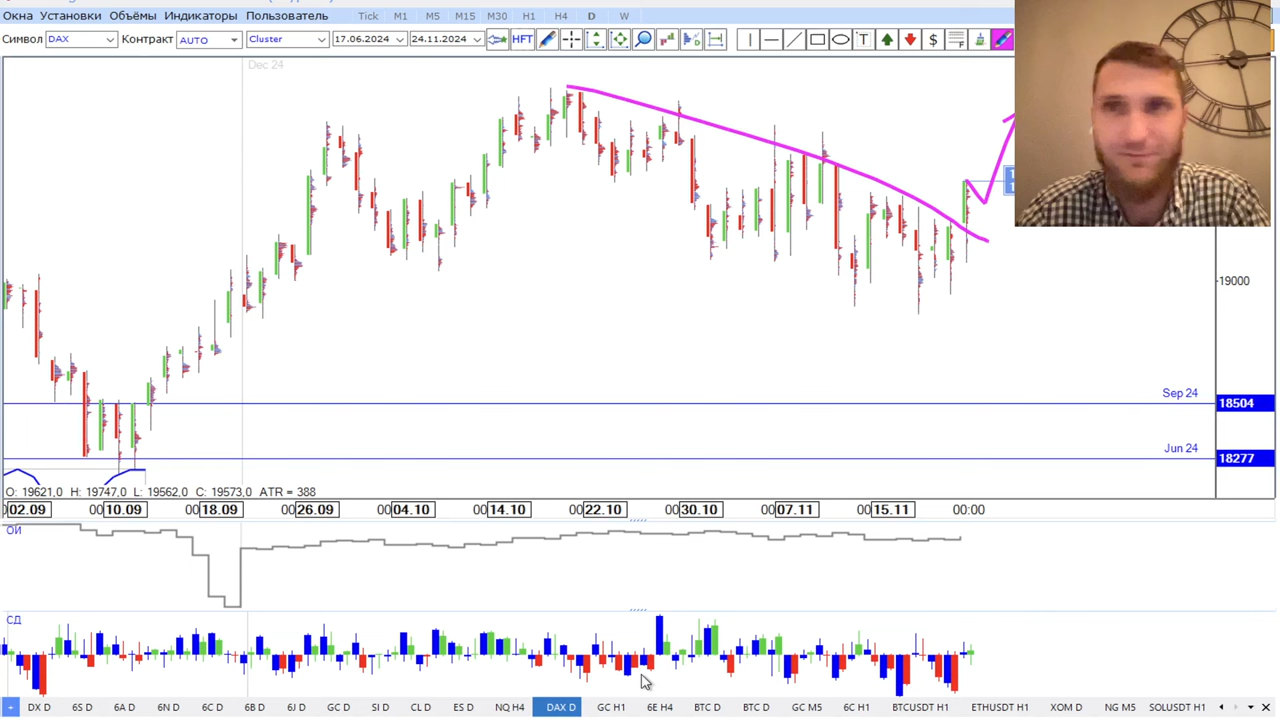 Окна Установки Объёмы Индикаторы Пользователь Tick M1 M5 M15 M30 H1 H4 D W
Символ DAX Контракт AUTO Cluster 17.06.2024 24.11.2024 HFT T $
Dec 24
19000
Sep 24 18504
Jun 24 18277
O: 19621,0 H: 19747,0 L: 19562,0 C: 19573,0 ATR = 388
02.09 00 10.09 00 18.09 00 26.09 00 04.10 00 14.10 00 22.10 00 30.10 00 07.11 00 15.11 00:00
ОИ
СД
+ DX D 6S D 6A D 6N D 6C D 6B D 6J D GC D SI D CL D ES D NQ H4 DAX D GC H1 6E H4 BTC D BTC D GC M5 6C H1 BTCUSDT H1 ETHUSDT H1 XOM D NG M5 SOLUSDT H1